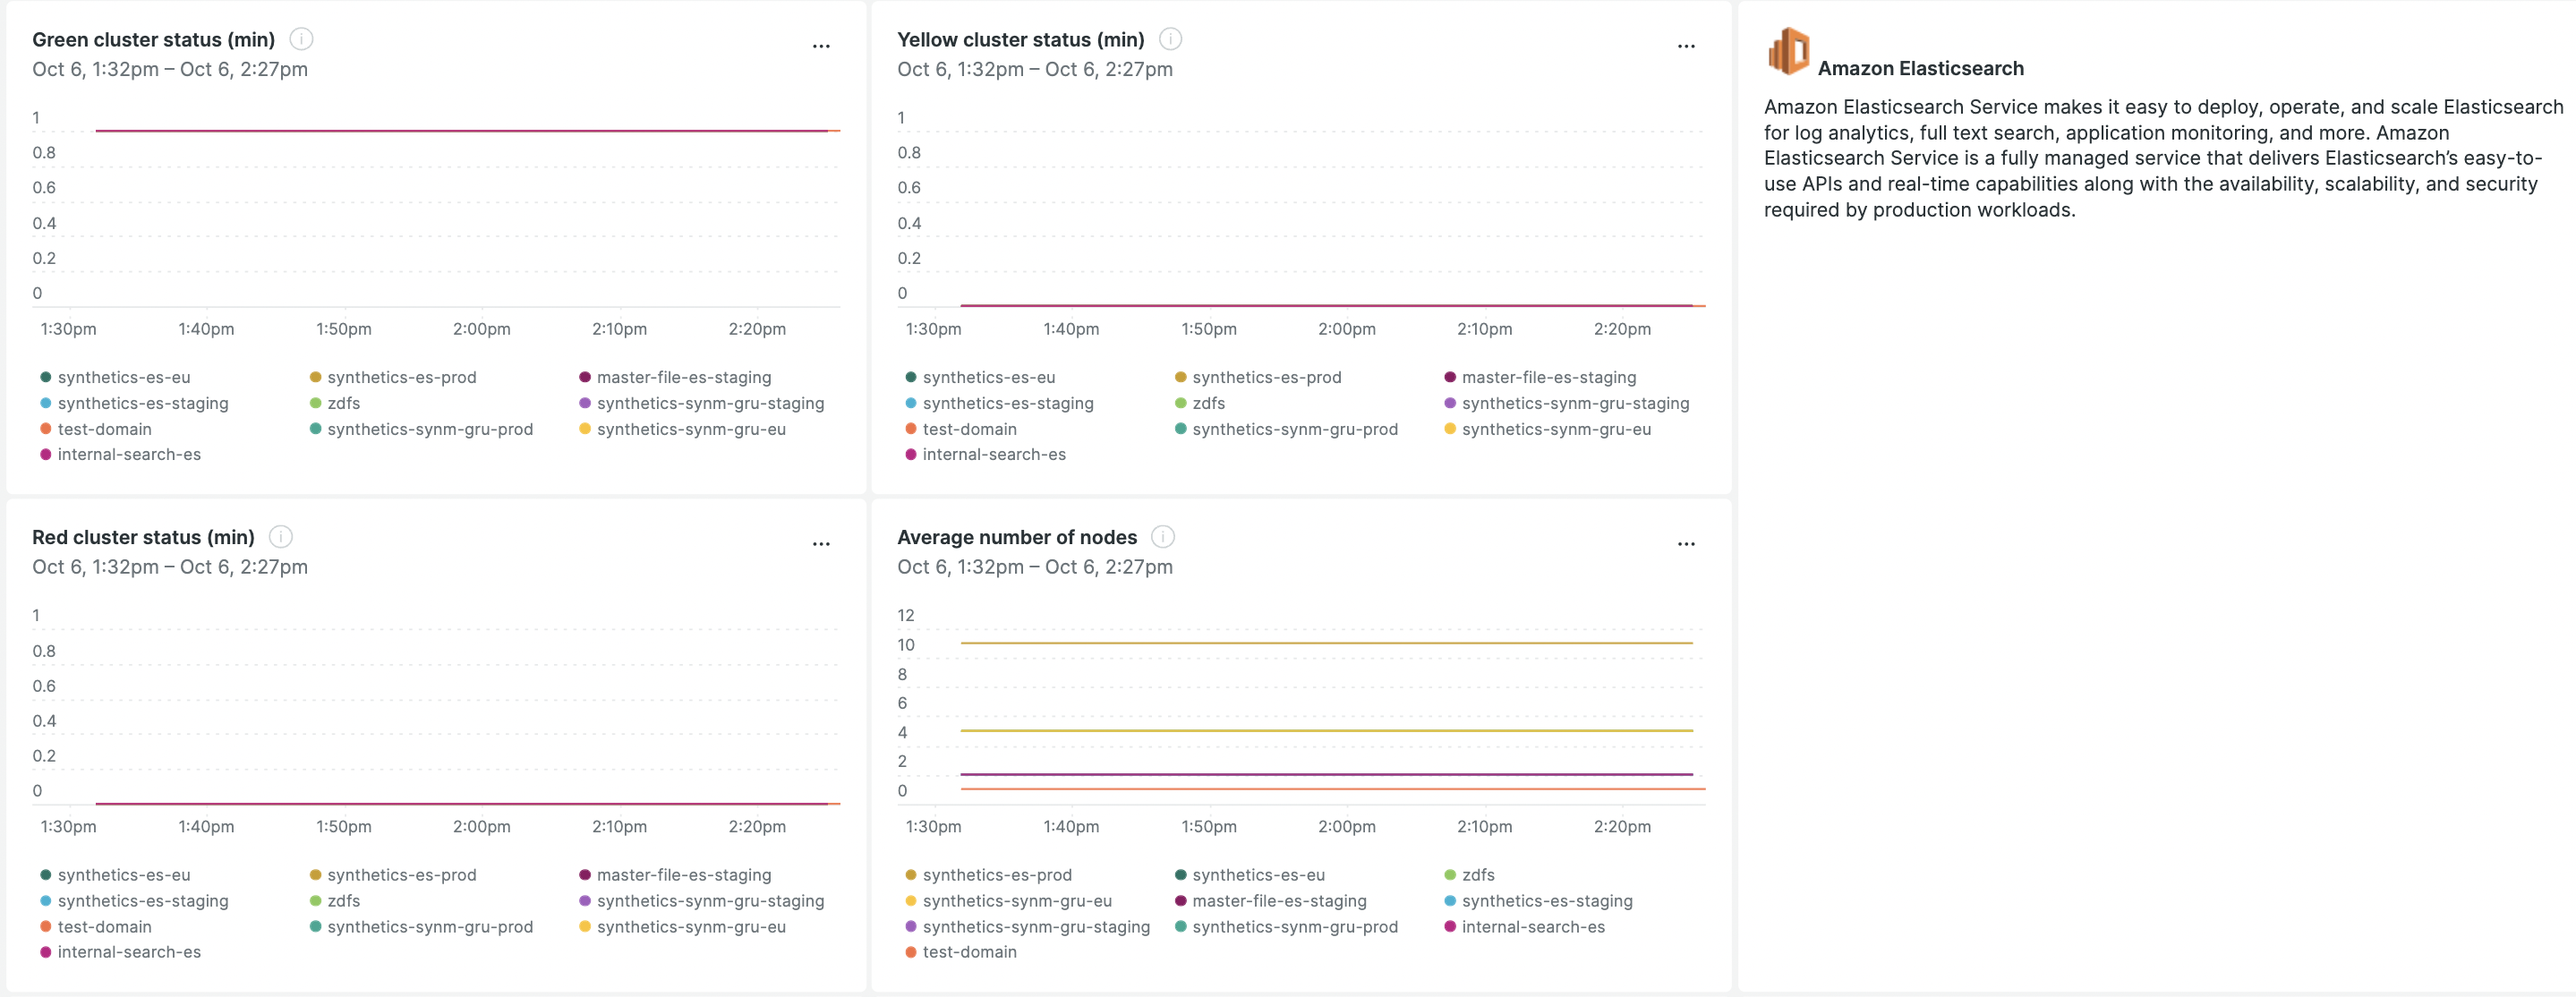 Green cluster status (min)
Oct 6, 1:32pm – Oct 6, 2:27pm
1
0.8
0.6
0.4
0.2
0
1:30pm 1:40pm 1:50pm 2:00pm 2:10pm 2:20pm
synthetics-es-eu synthetics-es-prod master-file-es-staging
synthetics-es-staging zdfs synthetics-synm-gru-staging
test-domain synthetics-synm-gru-prod synthetics-synm-gru-eu
internal-search-es
Yellow cluster status (min)
Oct 6, 1:32pm – Oct 6, 2:27pm
1
0.8
0.6
0.4
0.2
0
1:30pm 1:40pm 1:50pm 2:00pm 2:10pm 2:20pm
synthetics-es-eu synthetics-es-prod master-file-es-staging
synthetics-es-staging zdfs synthetics-synm-gru-staging
test-domain synthetics-synm-gru-prod synthetics-synm-gru-eu
internal-search-es
Amazon Elasticsearch
Amazon Elasticsearch Service makes it easy to deploy, operate, and scale Elasticsearch
for log analytics, full text search, application monitoring, and more. Amazon
Elasticsearch Service is a fully managed service that delivers Elasticsearch’s easy-to-
use APIs and real-time capabilities along with the availability, scalability, and security
required by production workloads.
Red cluster status (min)
Oct 6, 1:32pm – Oct 6, 2:27pm
1
0.8
0.6
0.4
0.2
0
1:30pm 1:40pm 1:50pm 2:00pm 2:10pm 2:20pm
synthetics-es-eu synthetics-es-prod master-file-es-staging
synthetics-es-staging zdfs synthetics-synm-gru-staging
test-domain synthetics-synm-gru-prod synthetics-synm-gru-eu
internal-search-es
Average number of nodes
Oct 6, 1:32pm – Oct 6, 2:27pm
12
10
8
6
4
2
0
1:30pm 1:40pm 1:50pm 2:00pm 2:10pm 2:20pm
synthetics-es-prod synthetics-es-eu zdfs
synthetics-synm-gru-eu master-file-es-staging synthetics-es-staging
synthetics-synm-gru-staging synthetics-synm-gru-prod internal-search-es
test-domain